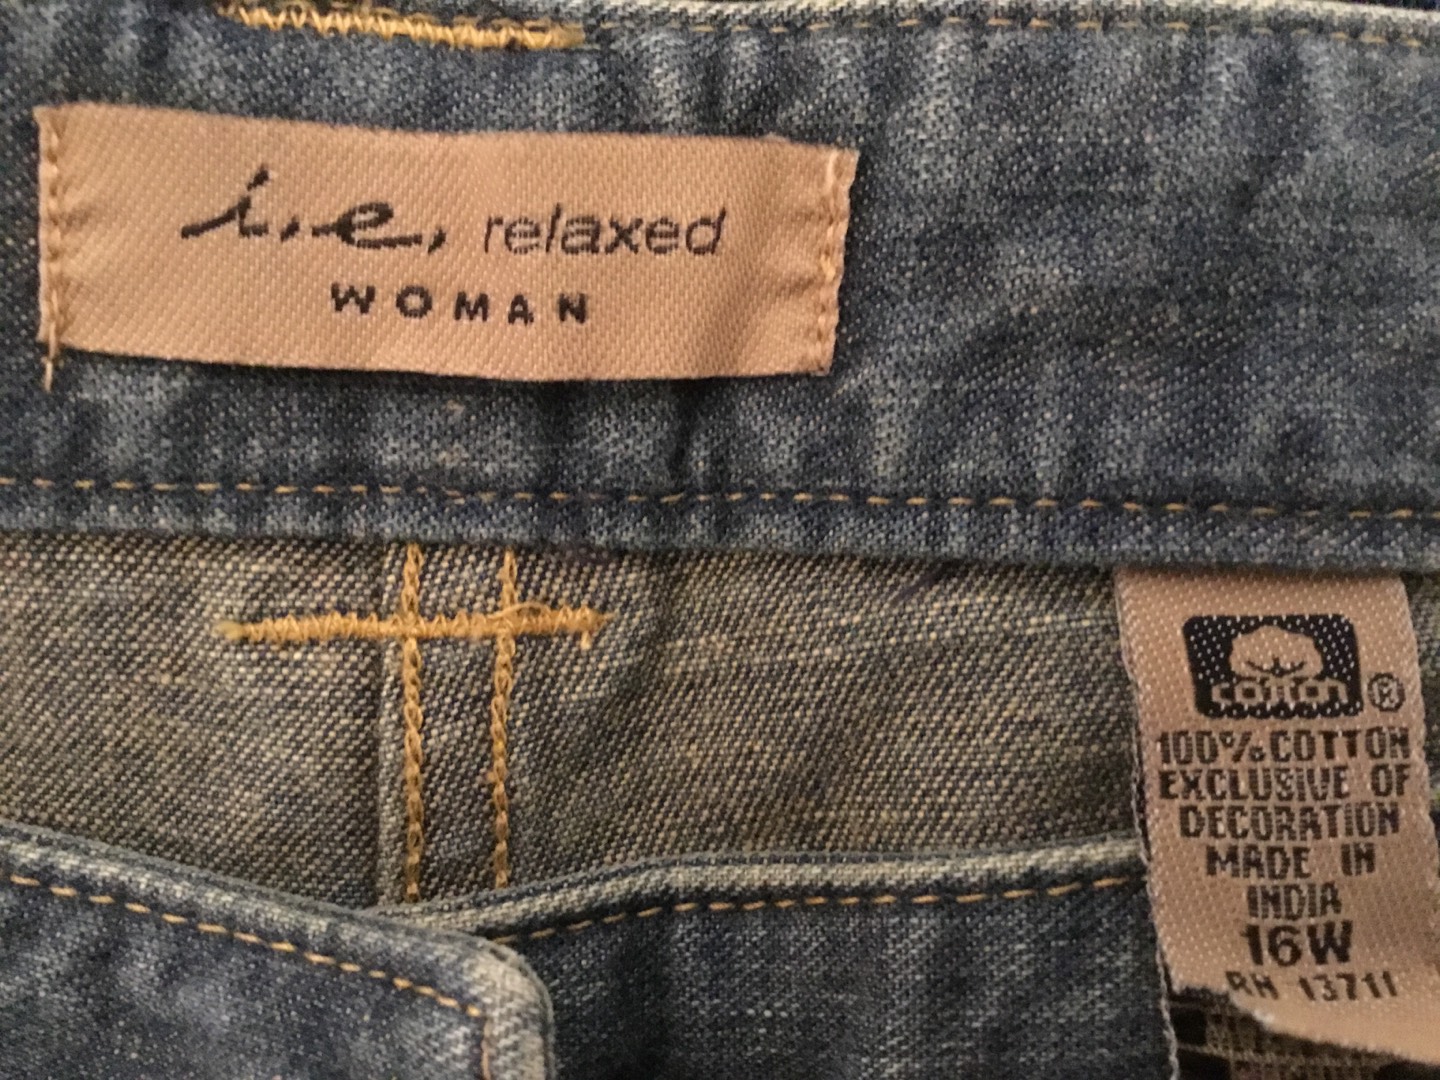 i.e. relaxed
WOMAN
COTTON ®
100% COTTON
EXCLUSIVE OF
DECORATION
MADE IN
INDIA
16W
RN 13711